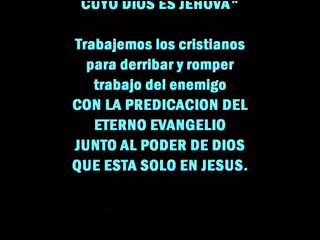 CUYO DIOS ES JEHOVA"
Trabajemos los cristianos
para derribar y romper
trabajo del enemigo
CON LA PREDICACION DEL
ETERNO EVANGELIO
JUNTO AL PODER DE DIOS
QUE ESTA SOLO EN JESUS.